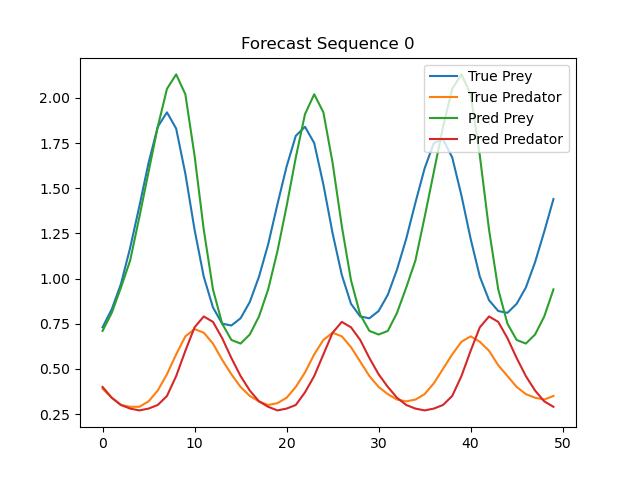 Forecast Sequence 0
True Prey
True Predator
Pred Prey
Pred Predator
2.00
1.75
1.50
1.25
1.00
0.75
0.50
0.25
0 10 20 30 40 50